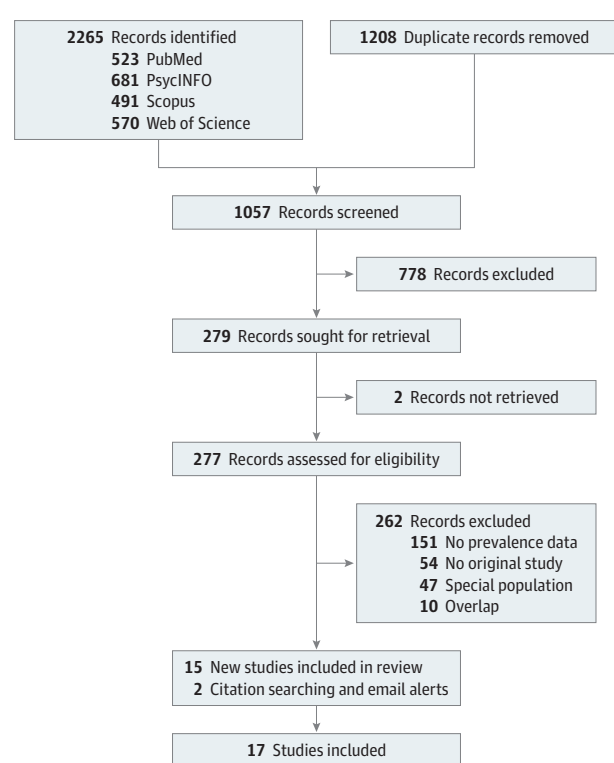 2265 Records identified
523 PubMed
681 PsycINFO
491 Scopus
570 Web of Science
1208 Duplicate records removed
1057 Records screened
778 Records excluded
279 Records sought for retrieval
2 Records not retrieved
277 Records assessed for eligibility
262 Records excluded
151 No prevalence data
54 No original study
47 Special population
10 Overlap
15 New studies included in review
2 Citation searching and email alerts
17 Studies included